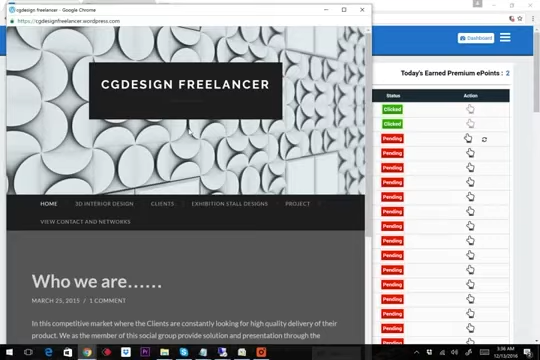 cgdesign freelancer - Google Chrome
https://cgdesignfreelancer.wordpress.com
CGDESIGN FREELANCER
HOME 3D INTERIOR DESIGN CLIENTS EXHIBITION STALL DESIGNS PROJECT
VIEW CONTACT AND NETWORKS
Who we are......
MARCH 25, 2015 / 1 COMMENT
In this competitive market where the Clients are constantly looking for high quality delivery of their
product. We as the member of this social group provide solution and presentation through the
Dashboard
Today's Earned Premium ePoints : 2
Status Action
Clicked
Clicked
Pending
Pending
Pending
Pending
Pending
Pending
Pending
Pending
Pending
Pending
Pending
Pending
Pending
Pending
3:36 AM
12/13/2016